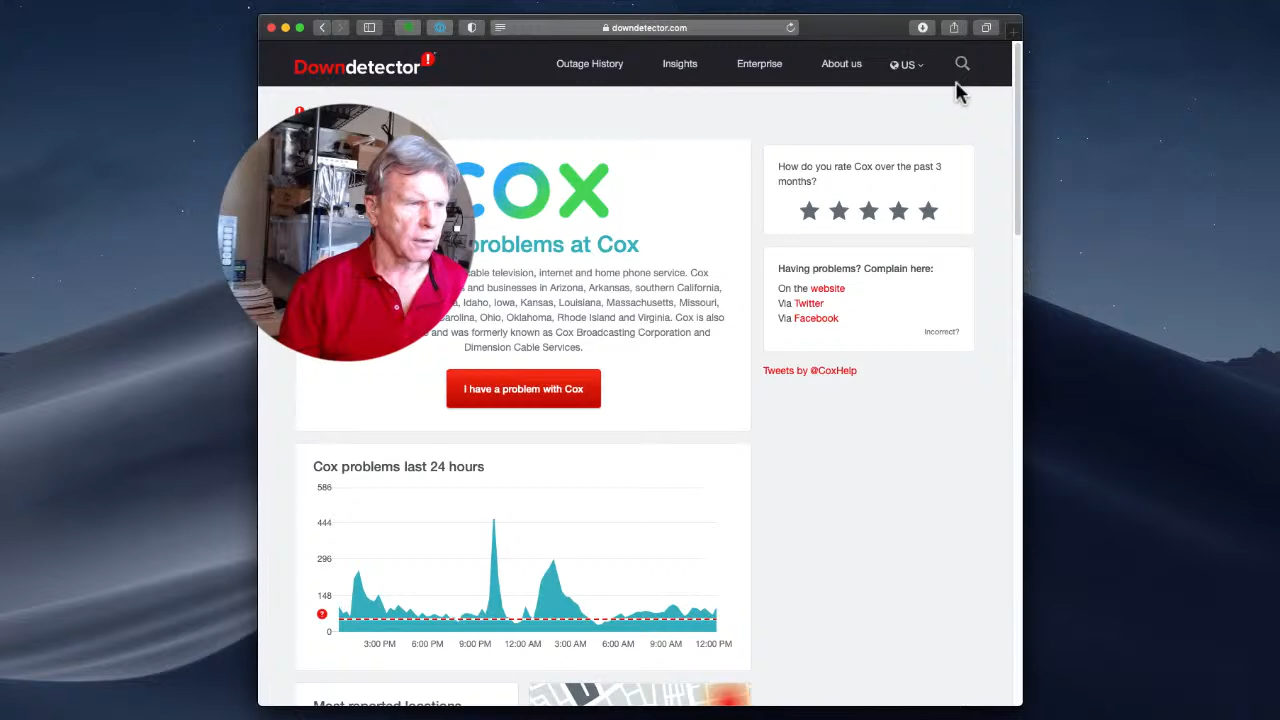 downdetector.com
Downdetector!
Outage History Insights Enterprise About us US
cox
problems at Cox
cable television, internet and home phone service. Cox
and businesses in Arizona, Arkansas, southern California,
Idaho, Iowa, Kansas, Louisiana, Massachusetts, Missouri,
Ohio, Oklahoma, Rhode Island and Virginia. Cox is also
and was formerly known as Cox Broadcasting Corporation and
Dimension Cable Services.
I have a problem with Cox
How do you rate Cox over the past 3
months?
Having problems? Complain here:
On the website
Via Twitter
Via Facebook
Incorrect?
Tweets by @CoxHelp
Cox problems last 24 hours
586
444
296
148
?
0
3:00 PM 6:00 PM 9:00 PM 12:00 AM 3:00 AM 6:00 AM 9:00 AM 12:00 PM
Most reported locations